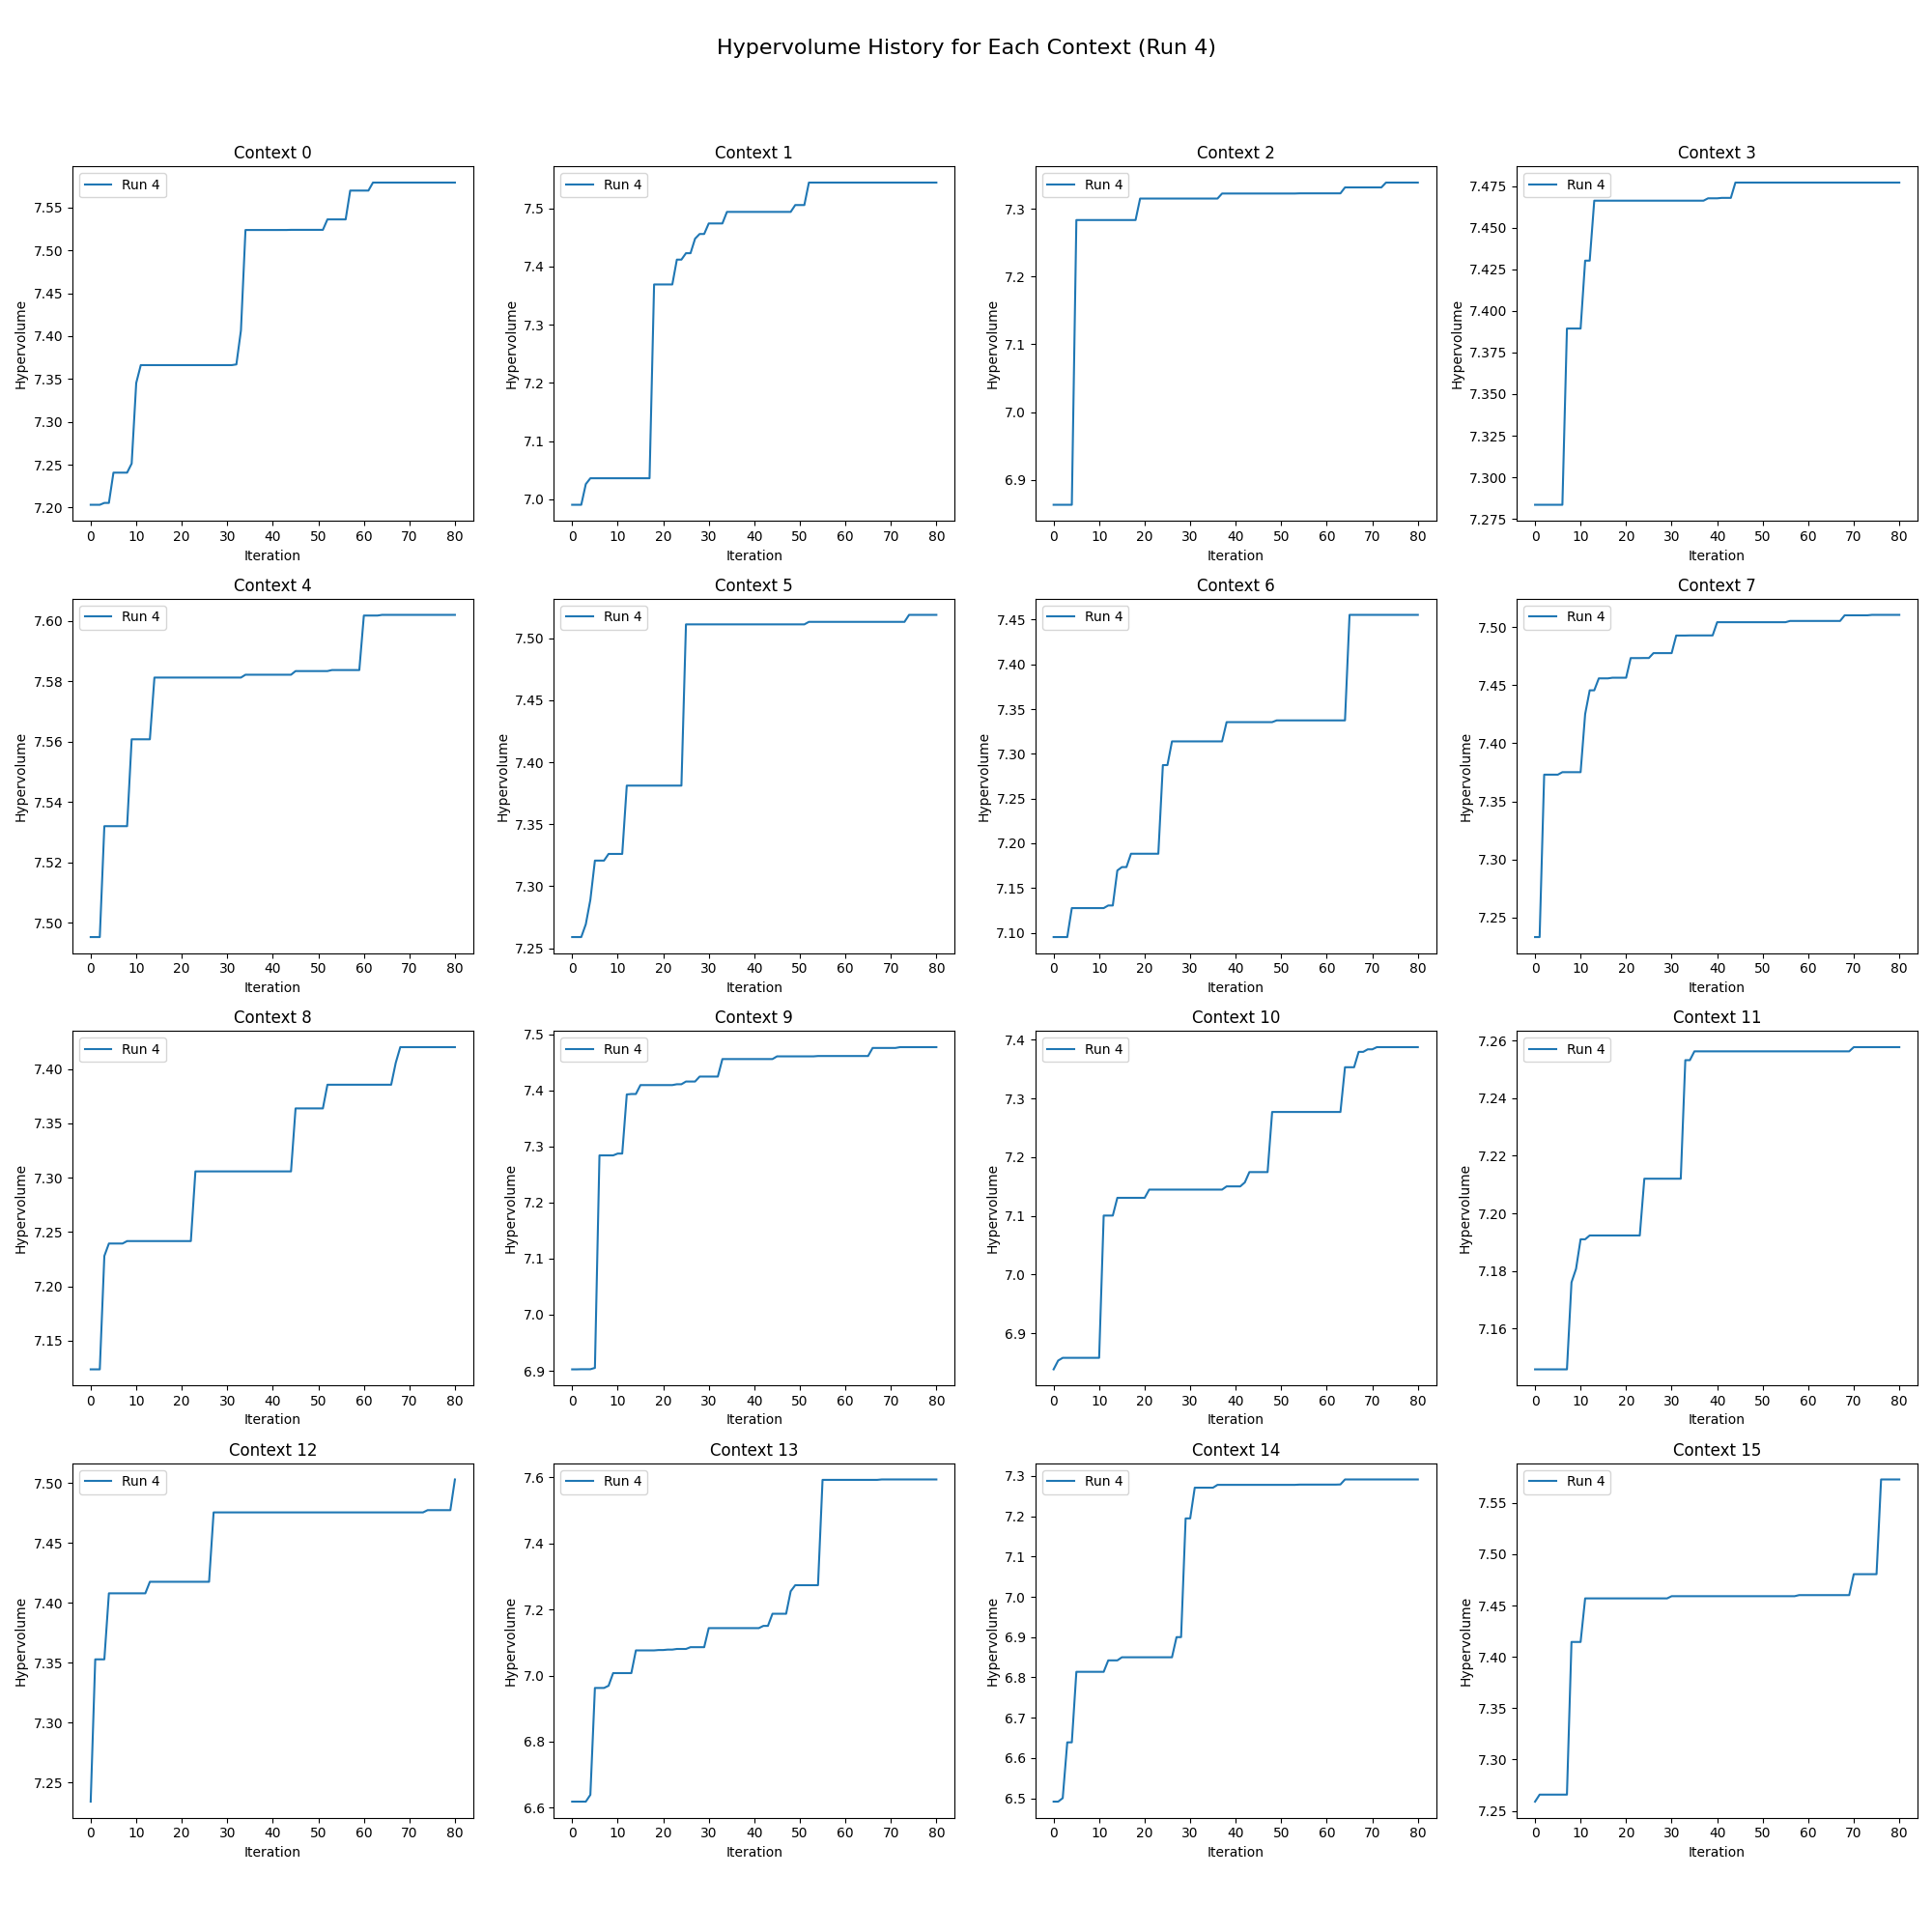 Hypervolume History for Each Context (Run 4)
Context 0
Run 4
Hypervolume
7.55
7.50
7.45
7.40
7.35
7.30
7.25
7.20
0 10 20 30 40 50 60 70 80
Iteration
Context 1
Run 4
Hypervolume
7.5
7.4
7.3
7.2
7.1
7.0
0 10 20 30 40 50 60 70 80
Iteration
Context 2
Run 4
Hypervolume
7.3
7.2
7.1
7.0
6.9
0 10 20 30 40 50 60 70 80
Iteration
Context 3
Run 4
Hypervolume
7.475
7.450
7.425
7.400
7.375
7.350
7.325
7.300
7.275
0 10 20 30 40 50 60 70 80
Iteration
Context 4
Run 4
Hypervolume
7.60
7.58
7.56
7.54
7.52
7.50
0 10 20 30 40 50 60 70 80
Iteration
Context 5
Run 4
Hypervolume
7.50
7.45
7.40
7.35
7.30
7.25
0 10 20 30 40 50 60 70 80
Iteration
Context 6
Run 4
Hypervolume
7.45
7.40
7.35
7.30
7.25
7.20
7.15
7.10
0 10 20 30 40 50 60 70 80
Iteration
Context 7
Run 4
Hypervolume
7.50
7.45
7.40
7.35
7.30
7.25
0 10 20 30 40 50 60 70 80
Iteration
Context 8
Run 4
Hypervolume
7.40
7.35
7.30
7.25
7.20
7.15
0 10 20 30 40 50 60 70 80
Iteration
Context 9
Run 4
Hypervolume
7.5
7.4
7.3
7.2
7.1
7.0
6.9
0 10 20 30 40 50 60 70 80
Iteration
Context 10
Run 4
Hypervolume
7.4
7.3
7.2
7.1
7.0
6.9
0 10 20 30 40 50 60 70 80
Iteration
Context 11
Run 4
Hypervolume
7.26
7.24
7.22
7.20
7.18
7.16
0 10 20 30 40 50 60 70 80
Iteration
Context 12
Run 4
Hypervolume
7.50
7.45
7.40
7.35
7.30
7.25
0 10 20 30 40 50 60 70 80
Iteration
Context 13
Run 4
Hypervolume
7.6
7.4
7.2
7.0
6.8
6.6
0 10 20 30 40 50 60 70 80
Iteration
Context 14
Run 4
Hypervolume
7.3
7.2
7.1
7.0
6.9
6.8
6.7
6.6
6.5
0 10 20 30 40 50 60 70 80
Iteration
Context 15
Run 4
Hypervolume
7.55
7.50
7.45
7.40
7.35
7.30
7.25
0 10 20 30 40 50 60 70 80
Iteration